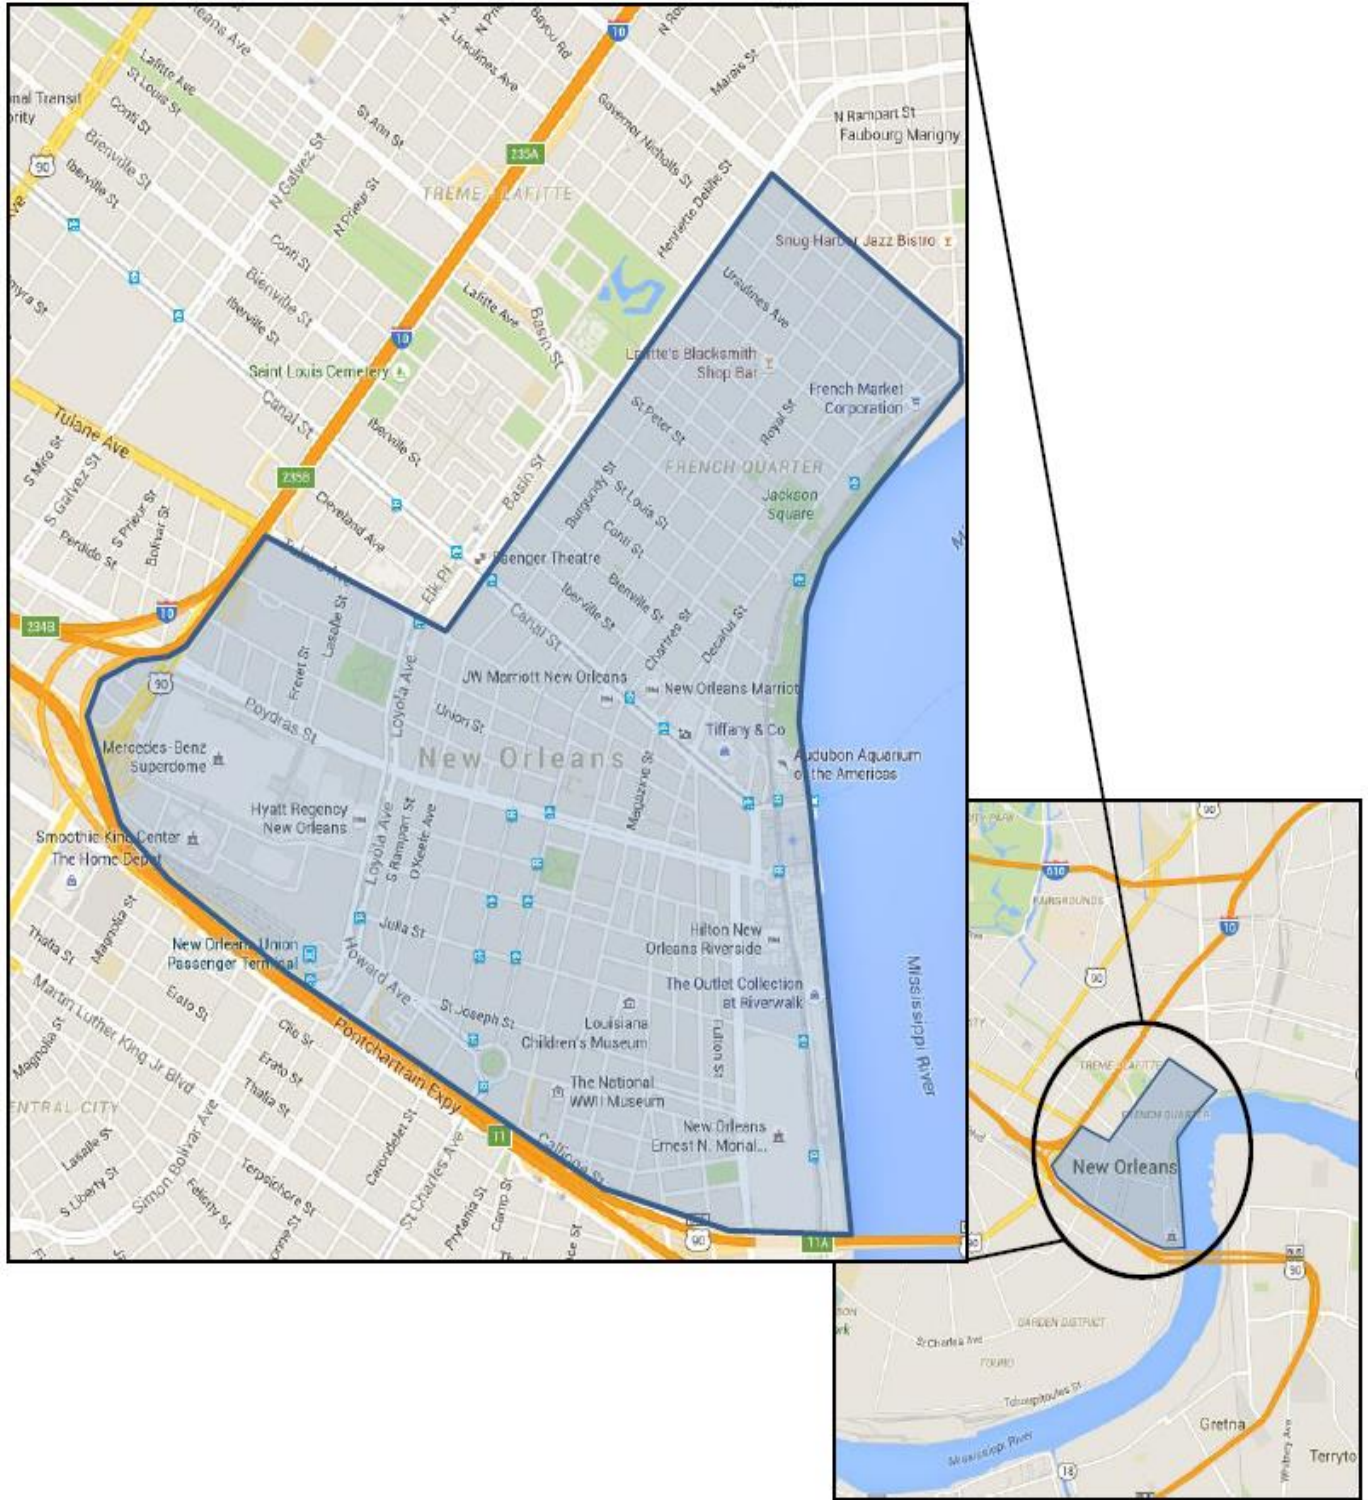 10
Ursulines Ave
Bayou Rd
Marais St
Lafitte Ave
St Louis St
Conti St
Bienville St
Iberville St
90
St Ann St
Governor Nicholls St
N Rampart St
Faubourg Marigny
235A
N Galvez St
N Prieur St
TREME - LAFITTE
Henriette Delille St
Snug Harbor Jazz Bistro
Conti St
Bienville St
Iberville St
Ursulines Ave
Lafitte Ave
Basin St
10
Lafitte's Blacksmith
Shop Bar
Saint Louis Cemetery
French Market
Corporation
Canal St
Iberville St
St Peter St
Royal St
Tulane Ave
S Miro St
S Galvez St
FRENCH QUARTER
235B
Basin St
Burgundy St
St Louis St
Jackson
Square
S Prieur St
Bolivar St
Cleveland Ave
Conti St
Perdido St
Saenger Theatre
Elk Pl
Bienville St
Iberville St
10
234B
Lasalle St
Canal St
Chartres St
Decatur St
Freret St
Loyola Ave
90
JW Marriott New Orleans
New Orleans Marriot
Poydras St
Union St
Tiffany & Co
Mercedes-Benz
Superdome
New Orleans
Magazine St
Audubon Aquarium
of the Americas
Hyatt Regency
New Orleans
Loyola Ave
S Rampart St
O'Keefe Ave
Smoothie King Center
The Home Depot
Magnolia St
Thalia St
Julia St
New Orleans Union
Passenger Terminal
Howard Ave
Hilton New
Orleans Riverside
Mississippi River
The Outlet Collection
at Riverwalk
Erato St
Clio St
St Joseph St
Louisiana
Children's Museum
Fulton St
Martin Luther King Jr Blvd
Magnolia St
Erato St
Thalia St
Pontchartrain Expy
The National
WWII Museum
ENTRAL CITY
New Orleans
Ernest N. Morial...
11
Calliope St
Lasalle St
S Liberty St
Simon Bolivar Ave
Carondelet St
St Charles Ave
Terpsichore St
Felicity St
Prytania St
Camp St
90
11A
90
90
610
FAIRGROUNDS
10
90
TREME - LAFITTE
FRENCH QUARTER
New Orleans
90
GARDEN DISTRICT
St Charles Ave
TOURO
Tchoupitoulas St
Gretna
Mississippi River
Whitney Ave
Terryto
18